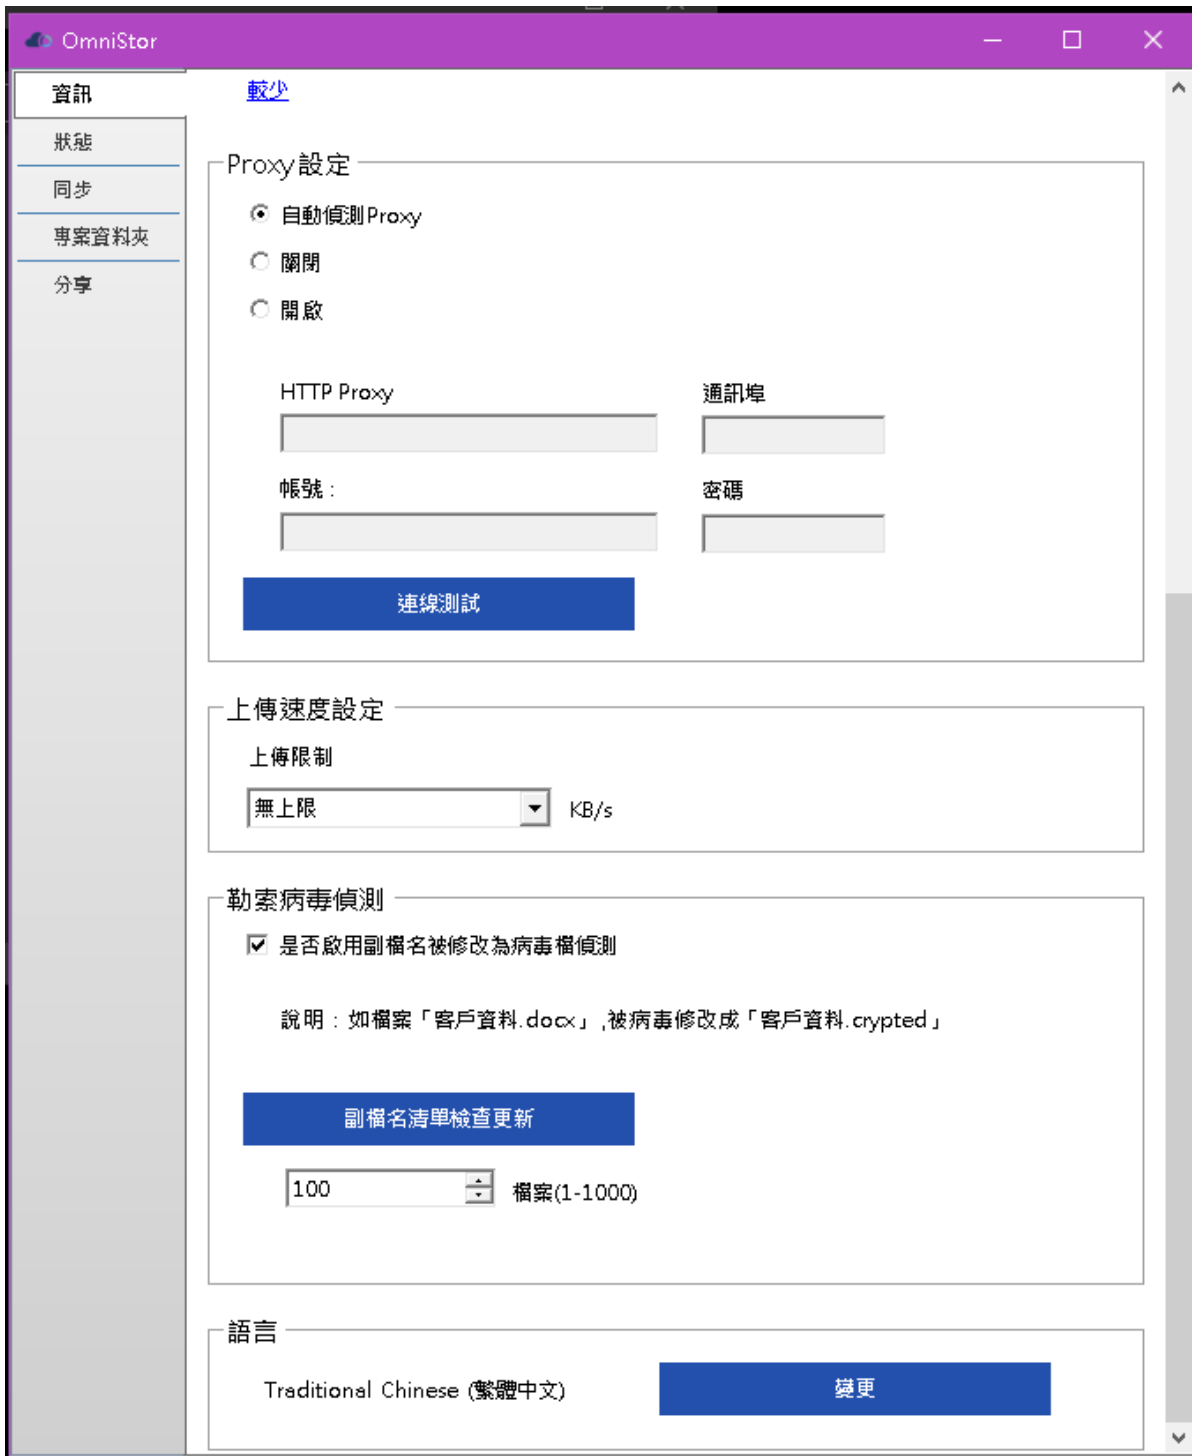 OmniStor
資訊
狀態
同步
專案資料夾
分享
較少
Proxy設定
自動偵測Proxy
關閉
開啟
HTTP Proxy
通訊埠
帳號：
密碼
連線測試
上傳速度設定
上傳限制
無上限 KB/s
勒索病毒偵測
是否啟用副檔名被修改為病毒檔偵測
說明：如檔案「客戶資料.docx」,被病毒修改成「客戶資料.crypted」
副檔名清單檢查更新
100 檔案(1-1000)
語言
Traditional Chinese (繁體中文) 變更